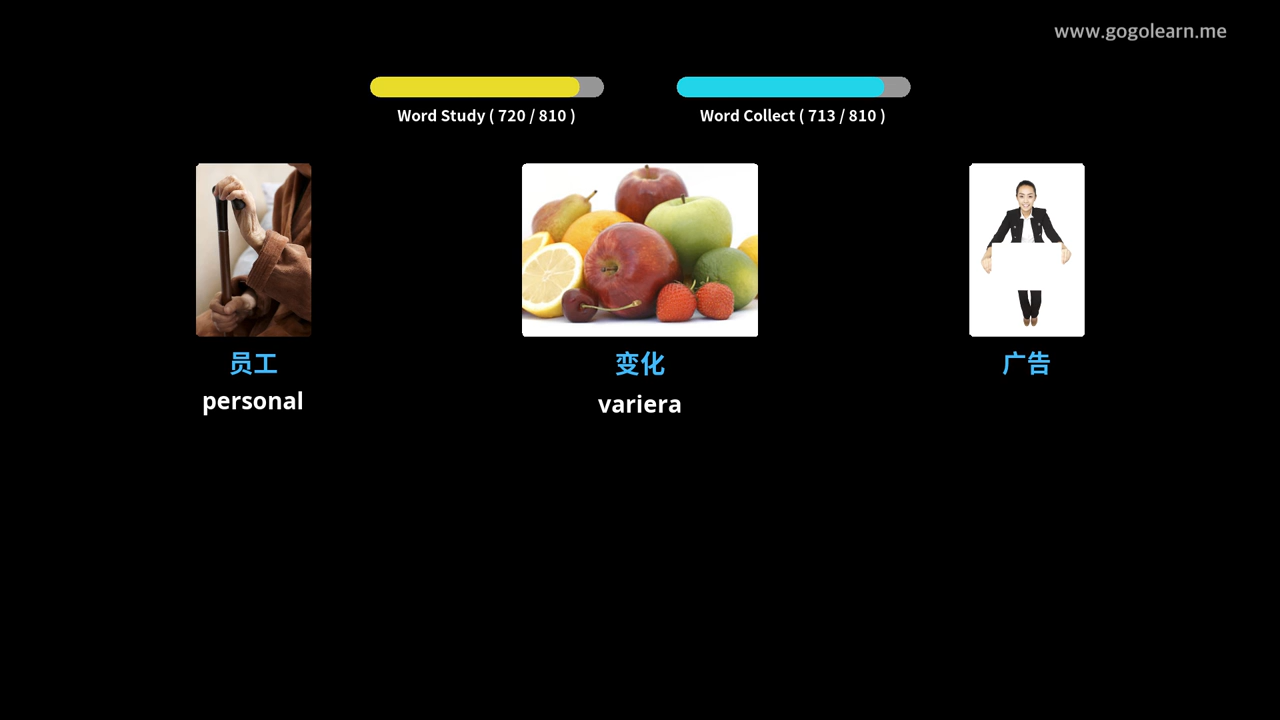 www.gogolearn.me
Word Study ( 720 / 810 )
Word Collect ( 713 / 810 )
员工
变化
广告
personal
variera